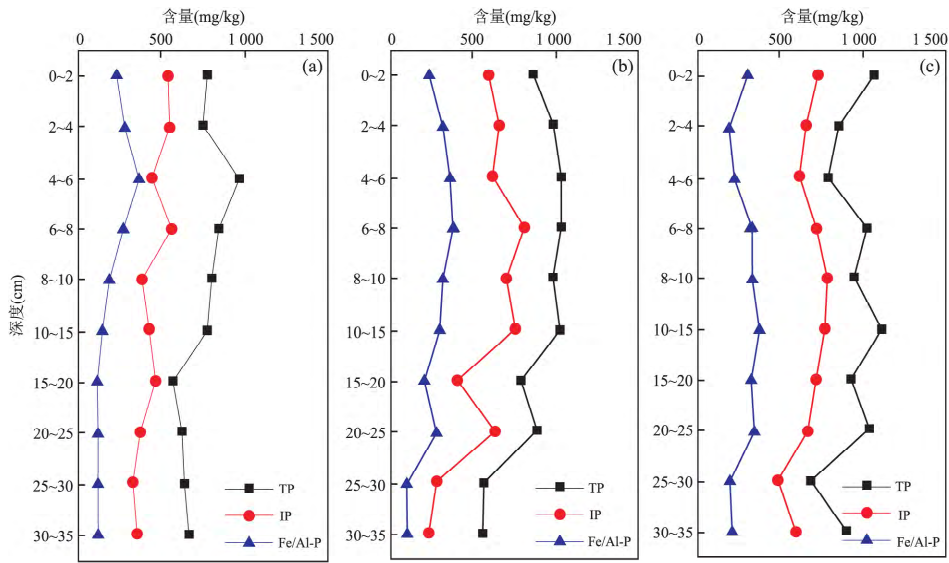 含量(mg/kg)
0 500 1 000 1 500
(a)
0~2
2~4
4~6
6~8
8~10
10~15
15~20
20~25
25~30
30~35
深度(cm)
TP
IP
Fe/Al-P
含量(mg/kg)
0 500 1 000 1 500
(b)
0~2
2~4
4~6
6~8
8~10
10~15
15~20
20~25
25~30
30~35
TP
IP
Fe/Al-P
含量(mg/kg)
0 500 1 000 1 500
(c)
0~2
2~4
4~6
6~8
8~10
10~15
15~20
20~25
25~30
30~35
TP
IP
Fe/Al-P